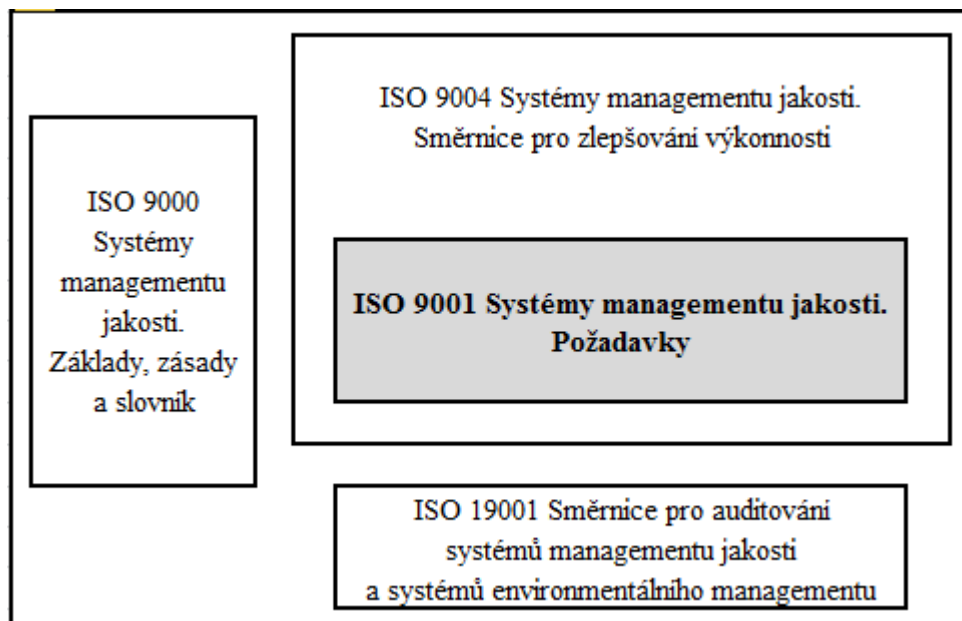 ISO 9000
Systémy
managementu
jakosti.
Základy, zásady
a slovník
ISO 9004 Systémy managementu jakosti.
Směrnice pro zlepšování výkonnosti
ISO 9001 Systémy managementu jakosti.
Požadavky
ISO 19001 Směrnice pro auditování
systémů managementu jakosti
a systémů environmentálního managementu